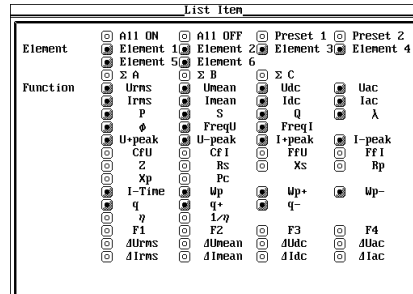 List Item
All ON All OFF Preset 1 Preset 2
Element Element 1 Element 2 Element 3 Element 4
Element 5 Element 6
Σ A Σ B Σ C
Function Urms Umean Udc Uac
Irms Imean Idc Iac
P S Q λ
φ FreqU FreqI
U+peak U-peak I+peak I-peak
CfU CfI FfU FfI
Z Rs Xs Rp
Xp Pc
I-Time Wp Wp+ Wp-
q q+ q-
η 1/η
F1 F2 F3 F4
ΔUrms ΔUmean ΔUdc ΔUac
ΔIrms ΔImean ΔIdc ΔIac